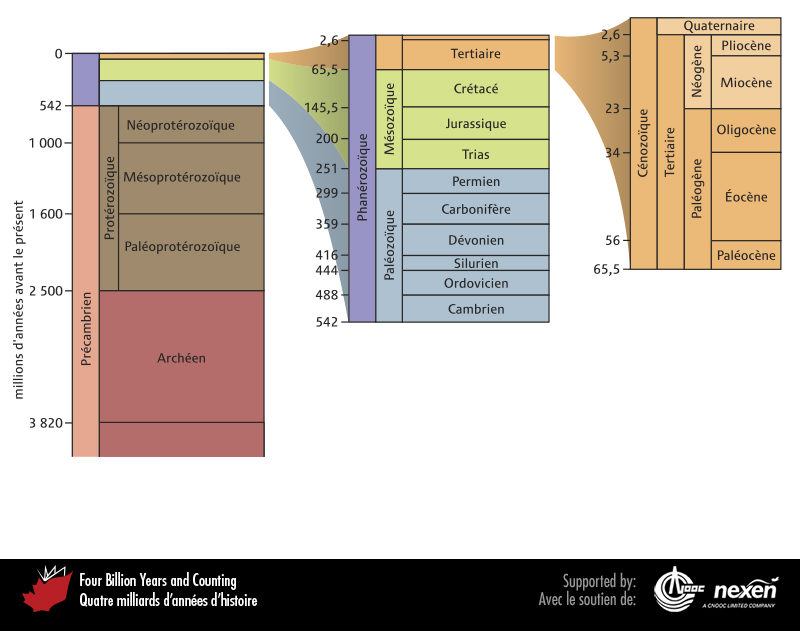 millions d'années avant le présent
0
542
1 000
1 600
2 500
3 820
Précambrien
Protérozoïque
Néoprotérozoïque
Mésoprotérozoïque
Paléoprotérozoïque
Archéen
2,6
65,5
145,5
200
251
299
359
416
444
488
542
Phanérozoïque
Tertiaire
Mésozoïque
Crétacé
Jurassique
Trias
Paléozoïque
Permien
Carbonifère
Dévonien
Silurien
Ordovicien
Cambrien
2,6
5,3
23
34
56
65,5
Cénozoïque
Quaternaire
Tertiaire
Néogène
Pliocène
Miocène
Paléogène
Oligocène
Éocène
Paléocène
Four Billion Years and Counting
Quatre milliards d'années d'histoire
Supported by:
Avec le soutien de:
CNOOC
nexen
A CNOOC LIMITED COMPANY